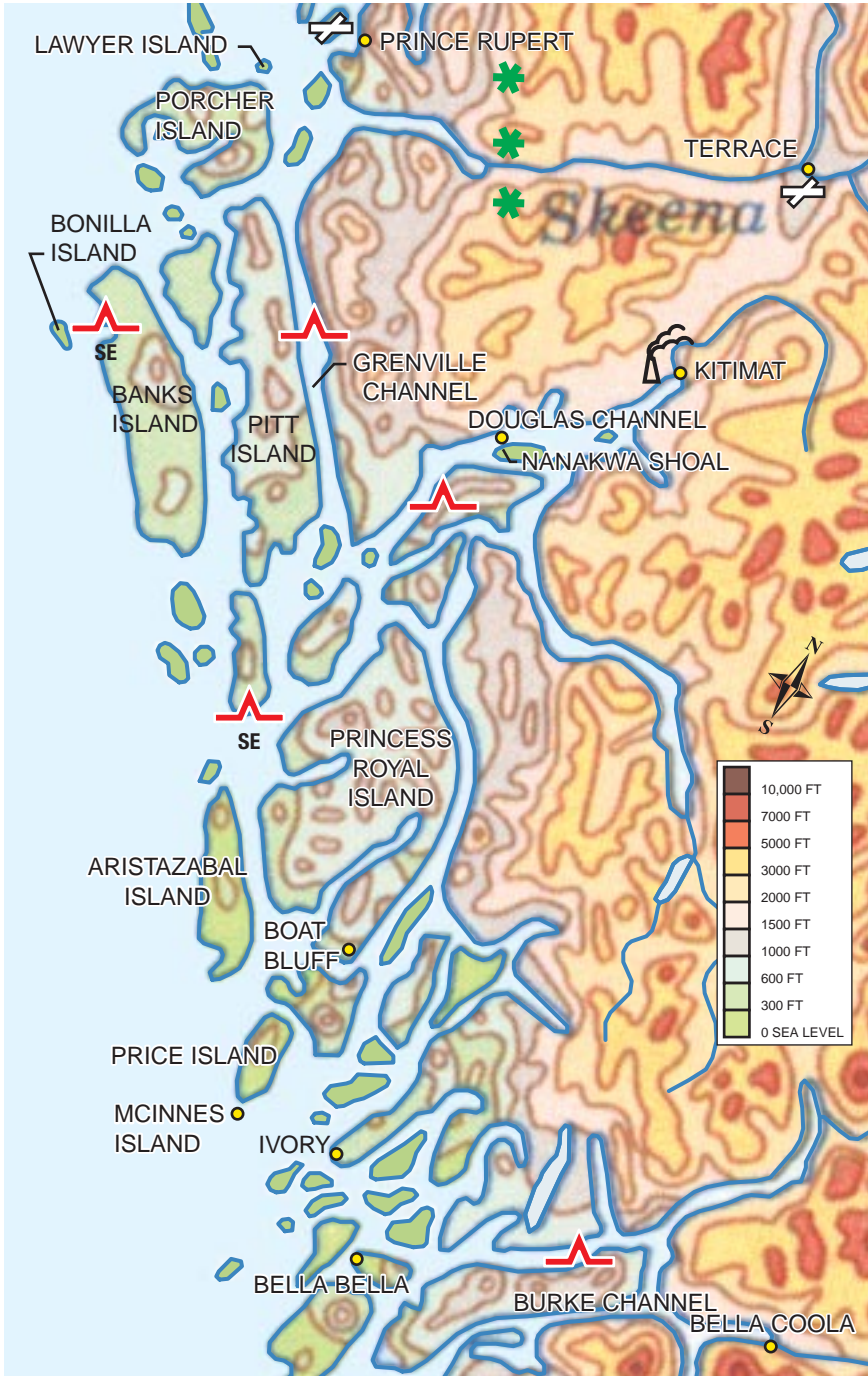 LAWYER ISLAND
PRINCE RUPERT
PORCHER
ISLAND
TERRACE
Skeena
BONILLA
ISLAND
SE
GRENVILLE
CHANNEL
KITIMAT
BANKS
ISLAND
PITT
ISLAND
DOUGLAS CHANNEL
NANAKWA SHOAL
N
S
SE
PRINCESS
ROYAL
ISLAND
10,000 FT
7000 FT
5000 FT
3000 FT
2000 FT
1500 FT
1000 FT
600 FT
300 FT
0 SEA LEVEL
ARISTAZABAL
ISLAND
BOAT
BLUFF
PRICE ISLAND
MCINNES
ISLAND
IVORY
BELLA BELLA
BURKE CHANNEL
BELLA COOLA